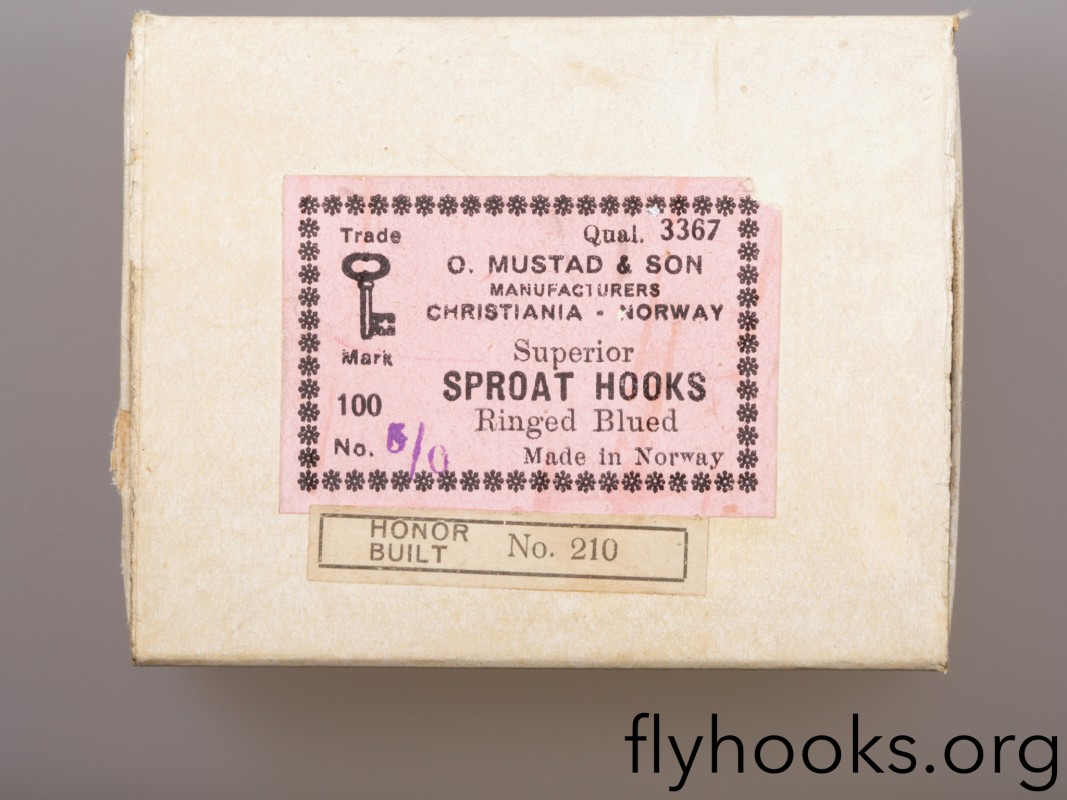 Trade
Qual. 3367
O. MUSTAD & SON
MANUFACTURERS
CHRISTIANIA - NORWAY
Mark
Superior
SPROAT HOOKS
100
Ringed Blued
No. 5/0
Made in Norway
HONOR
BUILT
No. 210
flyhooks.org